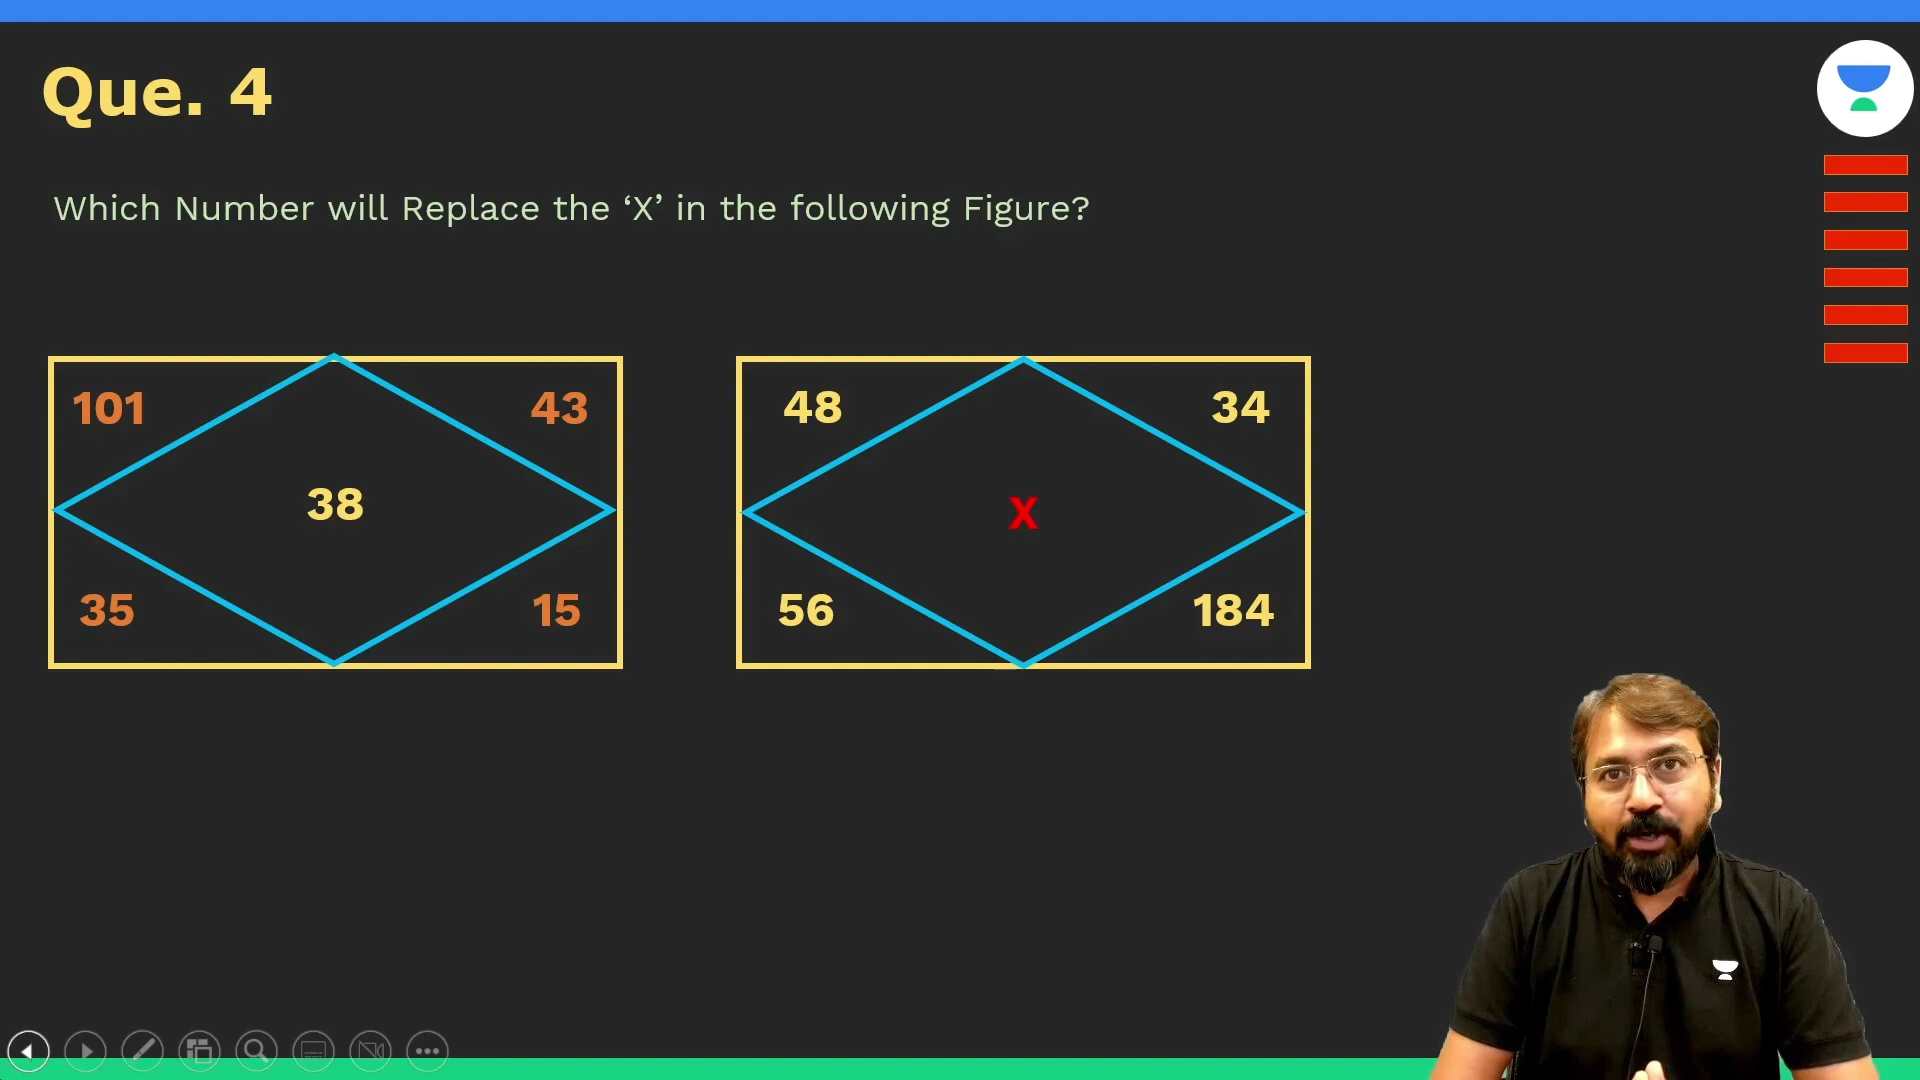 Que. 4
Which Number will Replace the ‘X’ in the following Figure?
101 43
38
35 15
48 34
X
56 184